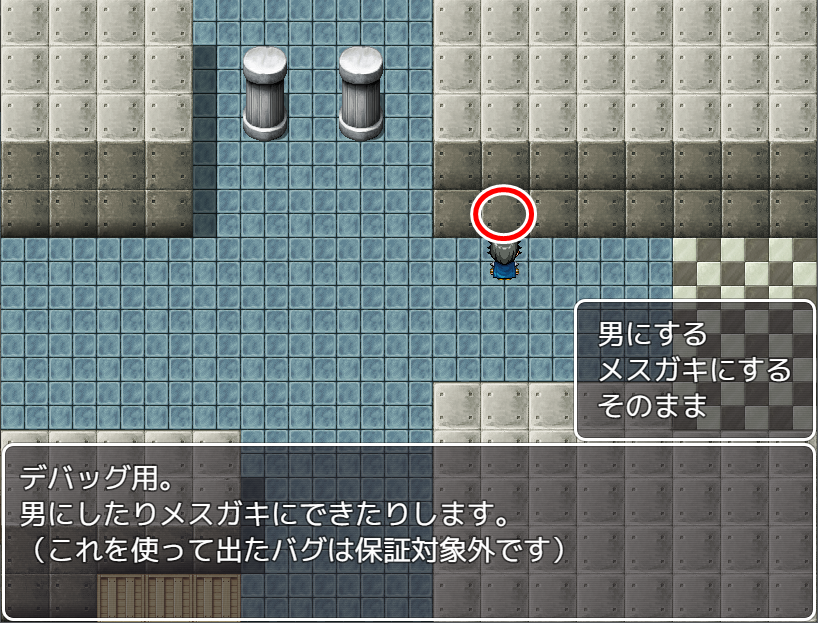 男にする
メスガキにする
そのまま
デバッグ用。
男にしたりメスガキにできたりします。
（これを使って出たバグは保証対象外です）